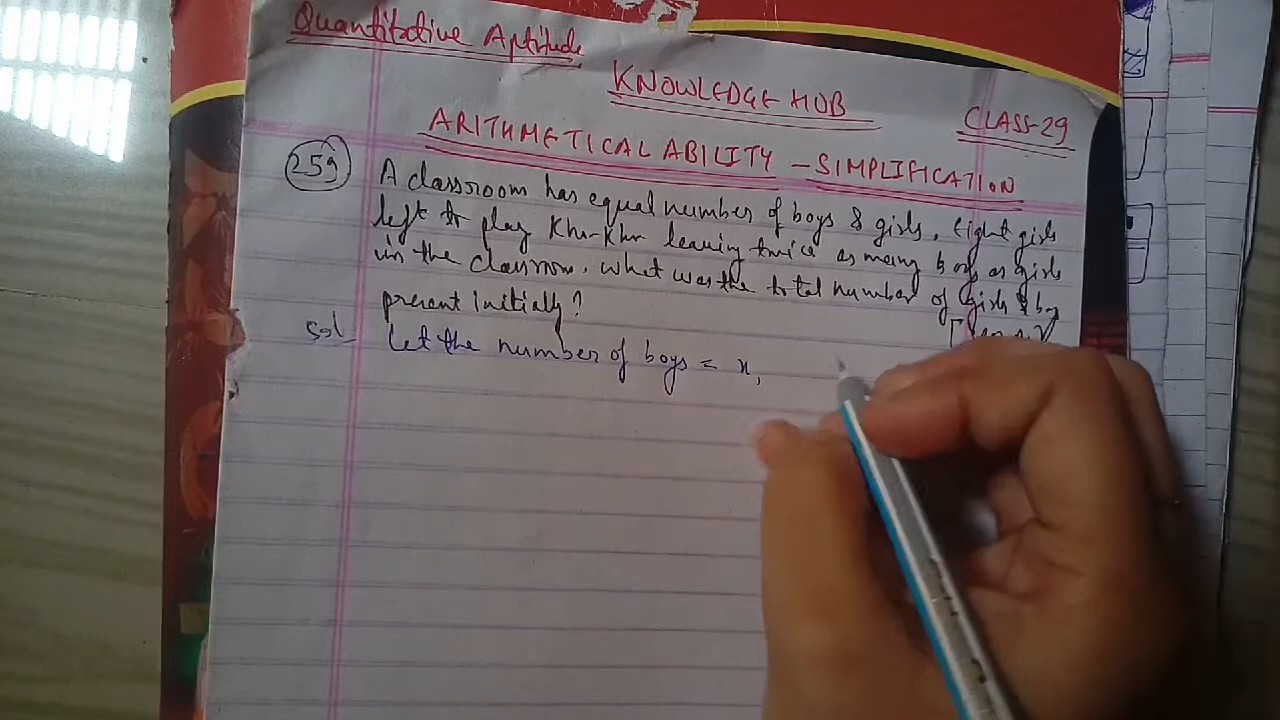 Quantitative Aptitude
KNOWLEDGE HUB
CLASS-29
ARITHMETICAL ABILITY - SIMPLIFICATION
259 A classroom has equal number of boys & girls. Eight girls
left to play Kho-Kho leaving twice as many boys as girls
in the classroom. What was the total number of girls & boys
present initially?
Sol. Let the number of boys = x,